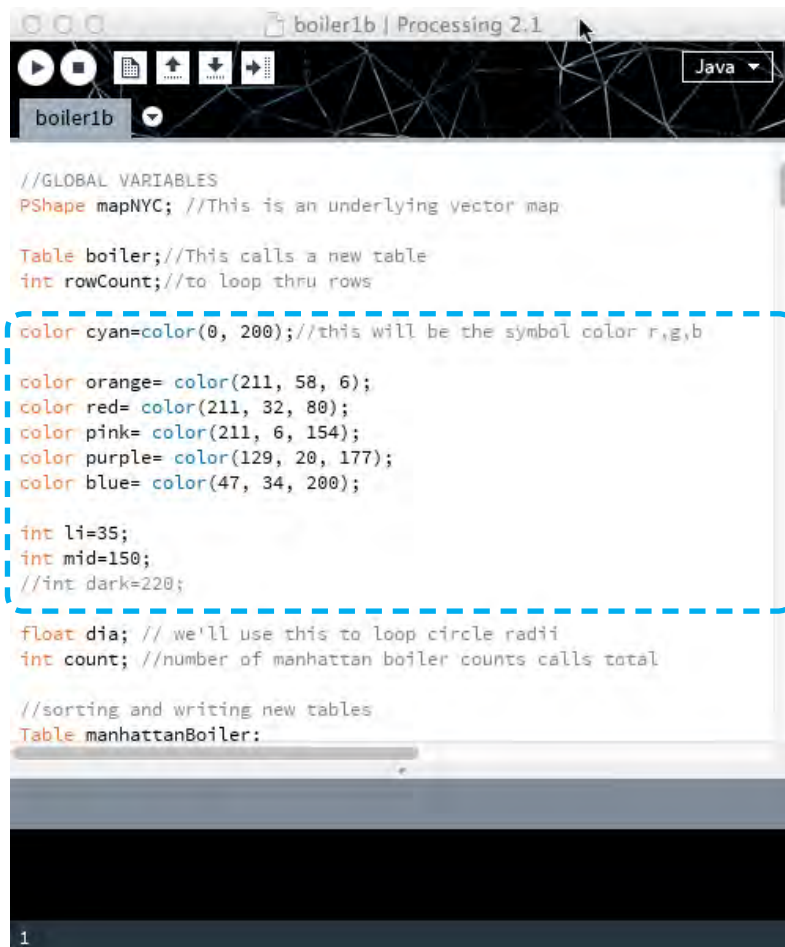 boiler1b | Processing 2.1
Java
boiler1b
//GLOBAL VARIABLES
PShape mapNYC; //This is an underlying vector map
Table boiler;//This calls a new table
int rowCount;//to loop thru rows
color cyan=color(0, 200);//this will be the symbol color r,g,b
color orange= color(211, 58, 6);
color red= color(211, 32, 80);
color pink= color(211, 6, 154);
color purple= color(129, 20, 177);
color blue= color(47, 34, 200);
int li=35;
int mid=150;
//int dark=220;
float dia; // we'll use this to loop circle radii
int count; //number of manhattan boiler counts calls total
//sorting and writing new tables
Table manhattanBoiler;
1